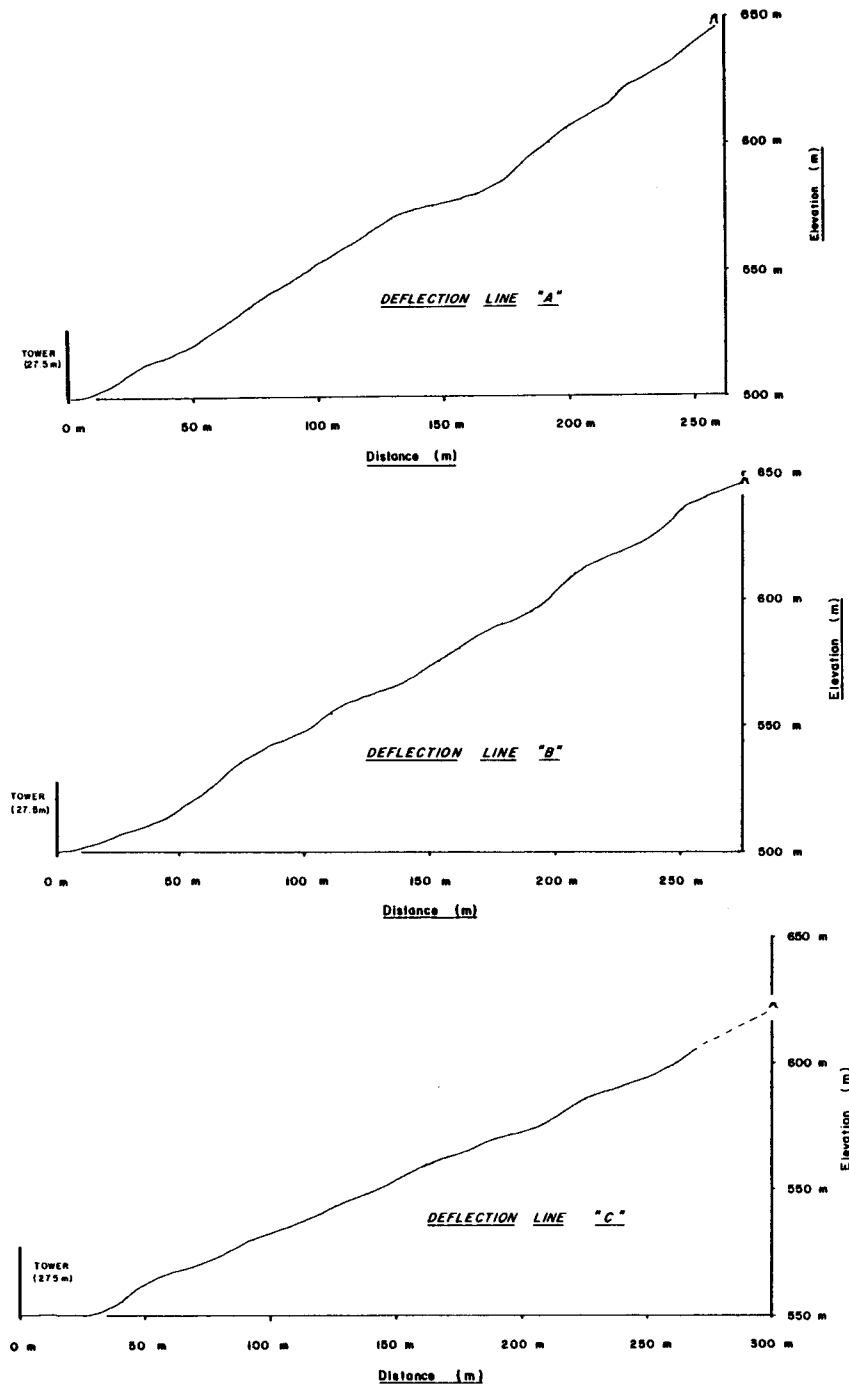 650 m
600 m
Elevation (m)
550 m
DEFLECTION LINE "A"
TOWER
(27.5m)
500 m
0 m 50 m 100 m 150 m 200 m 250 m
Distance (m)
650 m
600 m
Elevation (m)
550 m
DEFLECTION LINE "B"
TOWER
(27.5m)
500 m
0 m 50 m 100 m 150 m 200 m 250 m
Distance (m)
650 m
600 m
Elevation (m)
550 m
DEFLECTION LINE "C"
TOWER
(275m)
550 m
0 m 50 m 100 m 150 m 200 m 250 m 300 m
Distance (m)